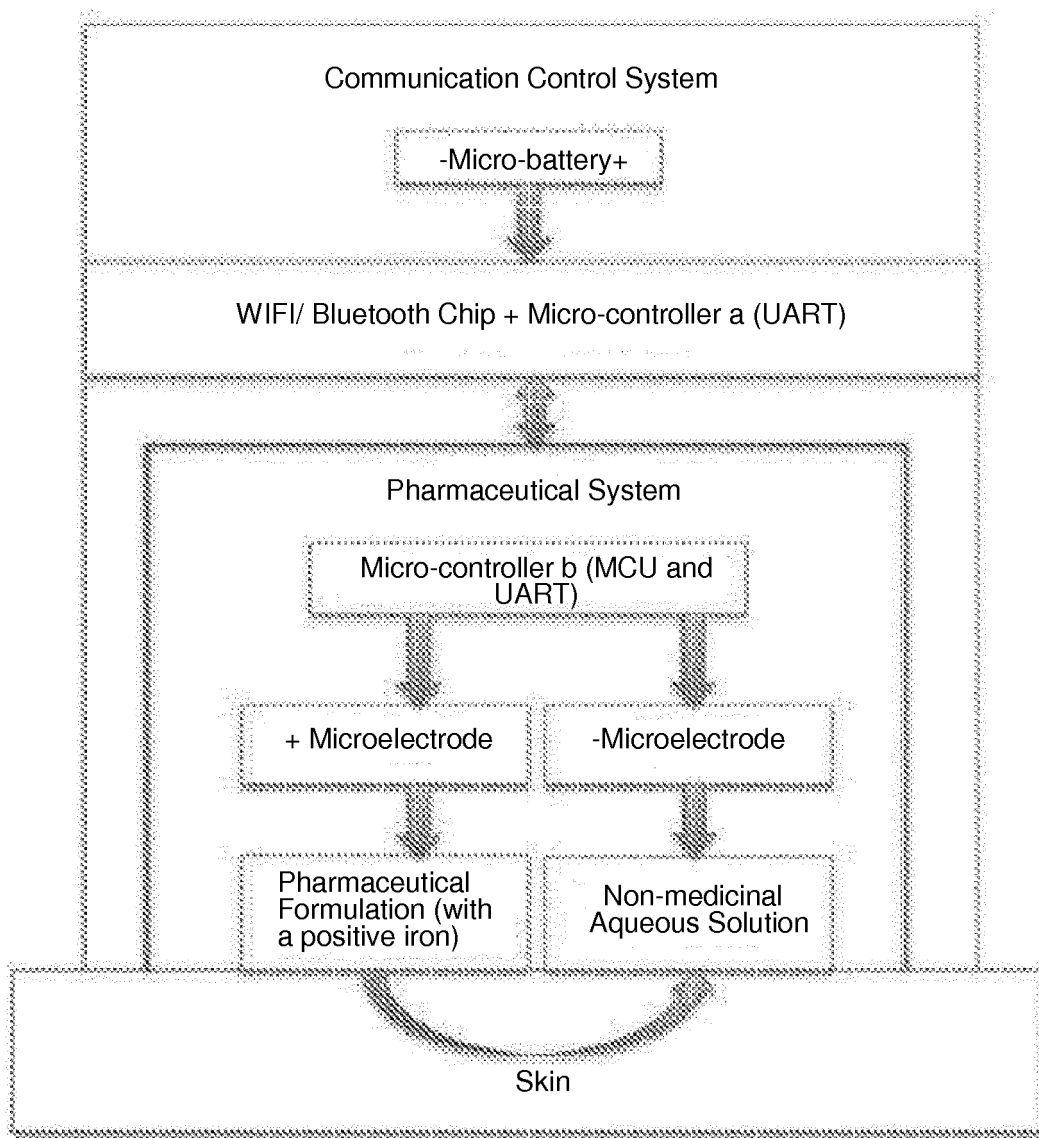 Communication Control System
-Micro-battery+
WIFI/ Bluetooth Chip + Micro-controller a (UART)
Pharmaceutical System
Micro-controller b (MCU and
UART)
+ Microelectrode
-Microelectrode
Pharmaceutical
Formulation (with
a positive iron)
Non-medicinal
Aqueous Solution
Skin